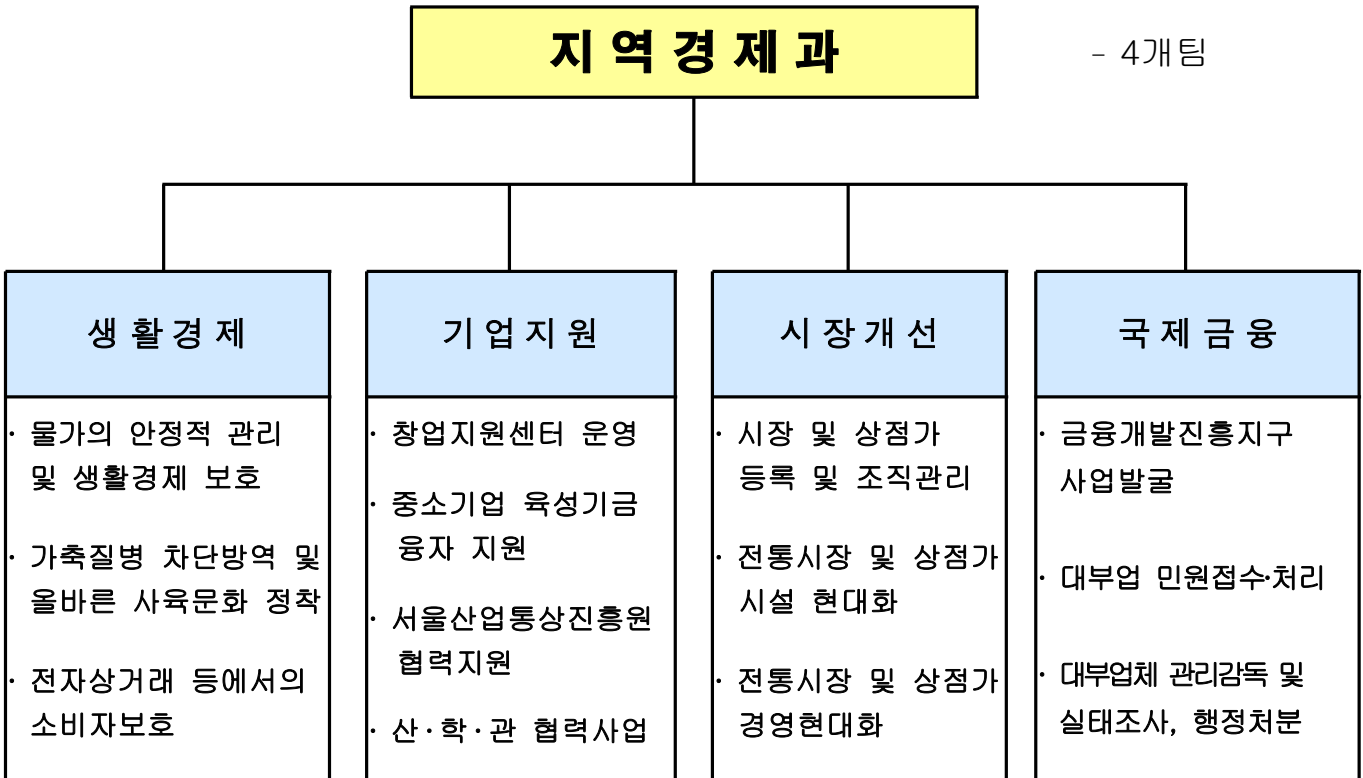 지역경제과
- 4개팀
생활경제
· 물가의 안정적 관리
및 생활경제 보호
· 가축질병 차단방역 및
올바른 사육문화 정착
· 전자상거래 등에서의
소비자보호
기업지원
· 창업지원센터 운영
· 중소기업 육성기금
융자 지원
· 서울산업통상진흥원
협력지원
· 산·학·관 협력사업
시장개선
· 시장 및 상점가
등록 및 조직관리
· 전통시장 및 상점가
시설 현대화
· 전통시장 및 상점가
경영현대화
국제금융
· 금융개발진흥지구
사업발굴
· 대부업 민원접수·처리
· 대부업체 관리감독 및
실태조사, 행정처분